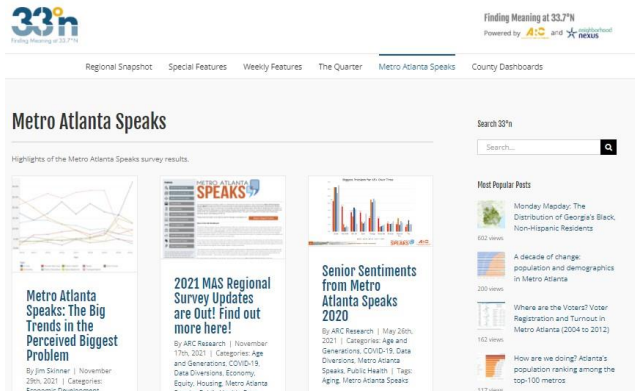 33°n
Finding Meaning at 33.7°N
Finding Meaning at 33.7°N
Powered by ARC and neighborhood nexus
Regional Snapshot Special Features Weekly Features The Quarter Metro Atlanta Speaks County Dashboards
Metro Atlanta Speaks
Highlights of the Metro Atlanta Speaks survey results.
Metro Atlanta
Speaks: The Big
Trends in the
Perceived Biggest
Problem
By Jim Skinner | November
29th, 2021 | Categories:
Economic Development
METRO ATLANTA
SPEAKS
2021 MAS Regional
Survey Updates
are Out! Find out
more here!
By ARC Research | November
17th, 2021 | Categories: Age
and Generations, COVID-19,
Data Diversions, Economy,
Equity, Housing, Metro Atlanta
SPEAKS ARC
Senior Sentiments
from Metro
Atlanta Speaks
2020
By ARC Research | May 26th,
2021 | Categories: Age and
Generations, COVID-19, Data
Diversions, Metro Atlanta
Speaks, Public Health | Tags:
Aging, Metro Atlanta Speaks
Search 33°n
Search...
Most Popular Posts
Monday Mapday: The
Distribution of Georgia's Black,
Non-Hispanic Residents
602 views
A decade of change:
population and demographics
in Metro Atlanta
200 views
Where are the Voters? Voter
Registration and Turnout in
Metro Atlanta (2004 to 2012)
162 views
How are we doing? Atlanta's
population ranking among the
top-100 metros
117 views